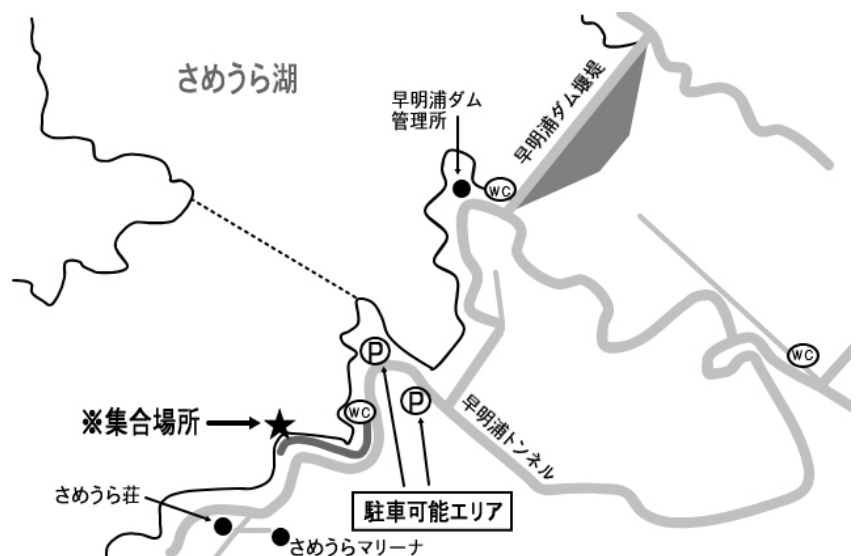 さめうら湖
早明浦ダム
管理所
早明浦ダム堰堤
WC
WC
P
※集合場所
WC
P
早明浦トンネル
さめうら荘
駐車可能エリア
さめうらマリーナ